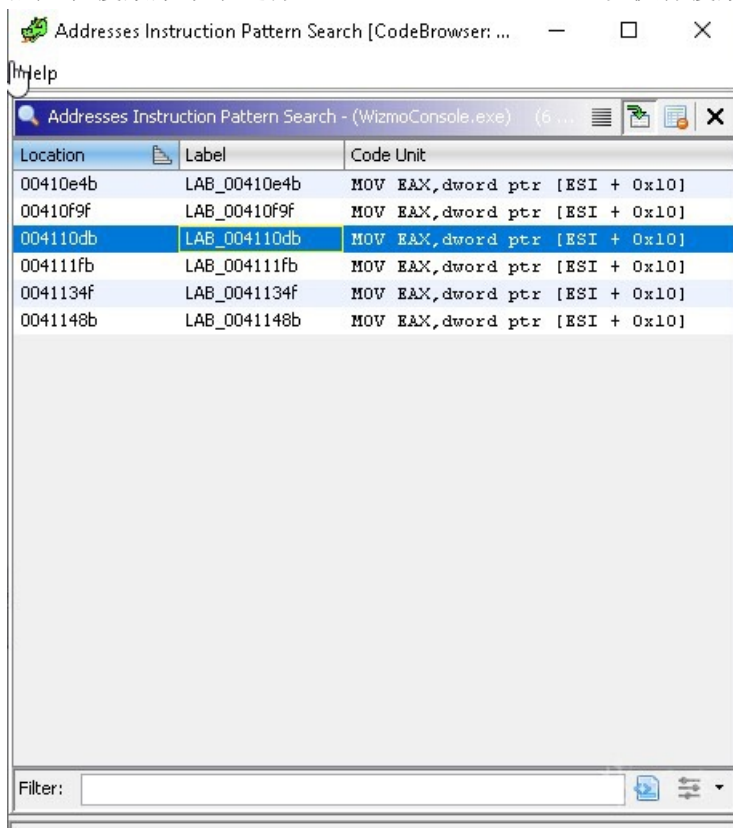 Addresses Instruction Pattern Search [CodeBrowser: ...
Help
Addresses Instruction Pattern Search - (WizmoConsole.exe) (6 ...
Location Label Code Unit
00410e4b LAB_00410e4b MOV EAX,dword ptr [ESI + 0x10]
00410f9f LAB_00410f9f MOV EAX,dword ptr [ESI + 0x10]
004110db LAB_004110db MOV EAX,dword ptr [ESI + 0x10]
004111fb LAB_004111fb MOV EAX,dword ptr [ESI + 0x10]
0041134f LAB_0041134f MOV EAX,dword ptr [ESI + 0x10]
0041148b LAB_0041148b MOV EAX,dword ptr [ESI + 0x10]
Filter: